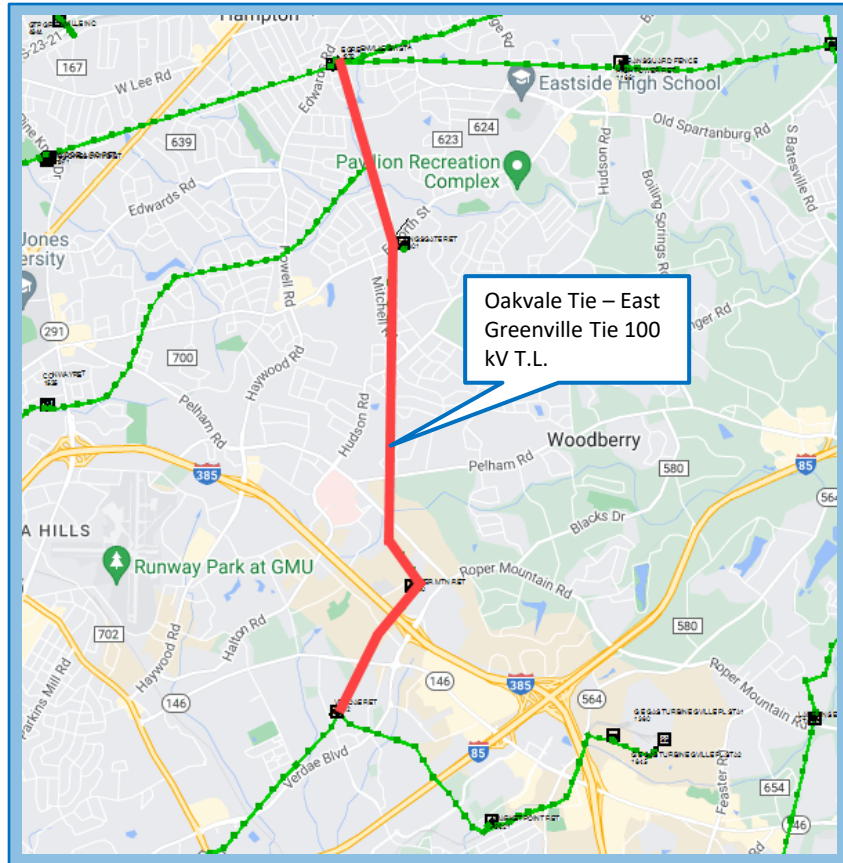 Hampton
167
W Lee Rd
Edwards Rd
Eastside High School
624
623
639
Old Spartanburg Rd
S Batesville Rd
Hudson Rd
Boiling Springs Rd
Pavilion Recreation
Complex
Edwards Rd
Jones
Mitchell
Howell Rd
291
700
Haywood Rd
Oakvale Tie – East
Greenville Tie 100
kV T.L.
Pelham Rd
Hudson Rd
Woodberry
Pelham Rd
580
85
385
Blacks Dr
A HILLS
Runway Park at GMU
Roper Mountain Rd
702
Halton Rd
Haywood Rd
580
Parkins Mill Rd
146
146
385
564
Roper Mountain Rd
Verdae Blvd
85
Feaster Rd
654
146